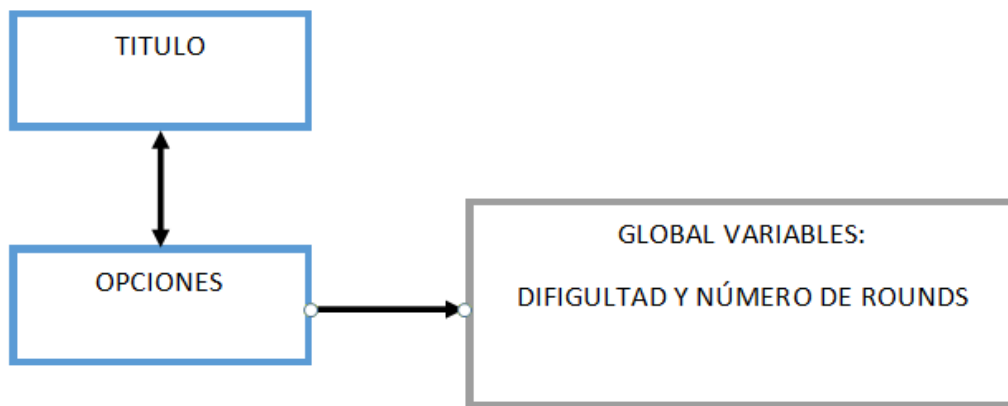 TITULO
OPCIONES
GLOBAL VARIABLES:
DIFIGULTAD Y NÚMERO DE ROUNDS